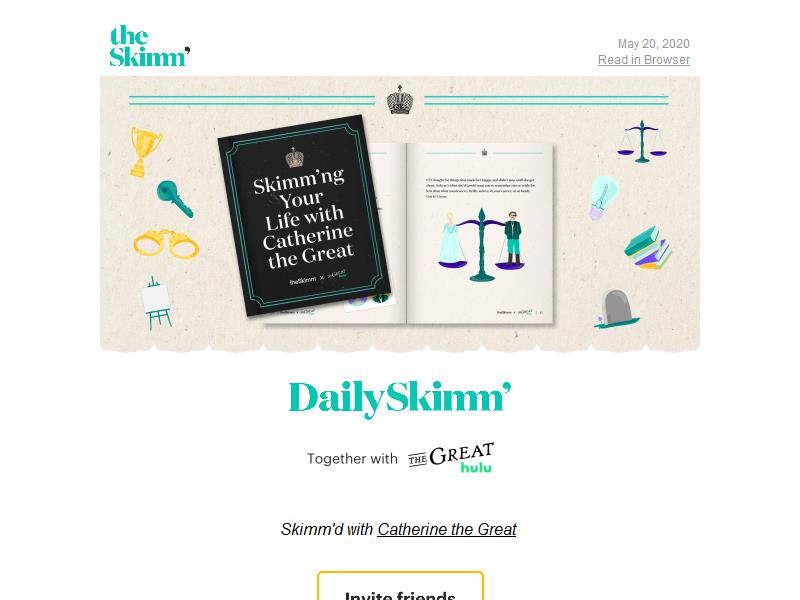 the
Skimm'
May 20, 2020
Read in Browser
Skimm'ng
Your
Life with
Catherine
the Great
theSkimm x THE GREAT
hulu
DailySkimm'
Together with THE GREAT
hulu
Skimm'd with Catherine the Great
Invite friends